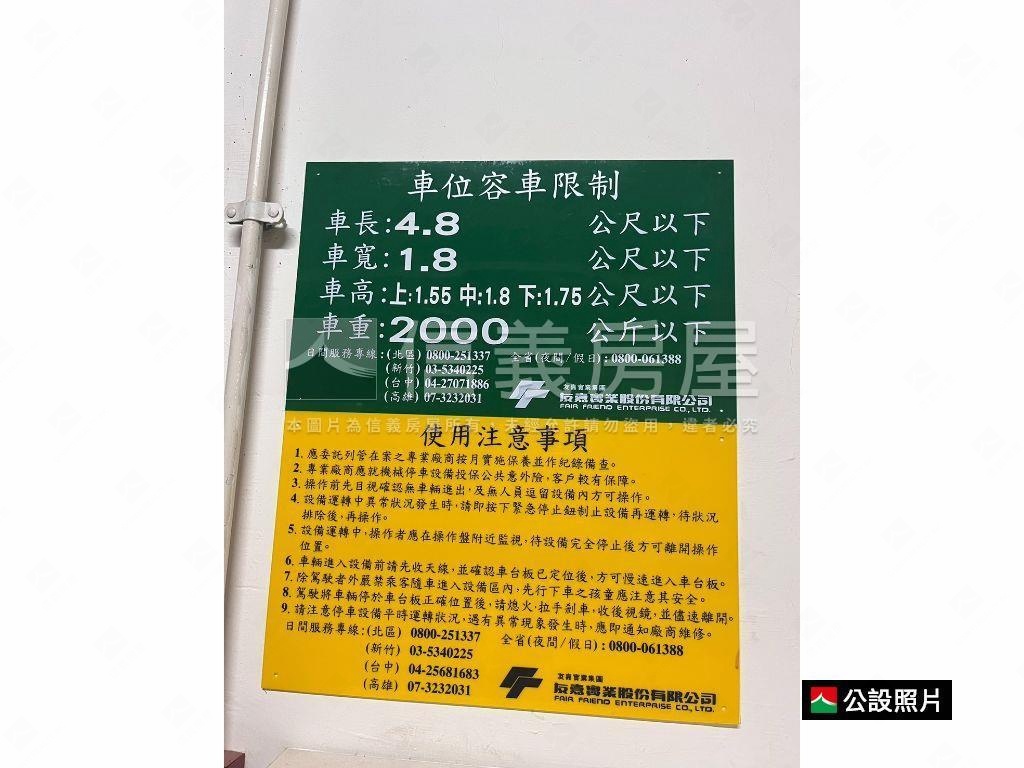 車位容車限制
車長:4.8 公尺以下
車寬:1.8 公尺以下
車高:上:1.55 中:1.8 下:1.75 公尺以下
車重:2000 公斤以下
日間服務專線:(北區) 0800-251337 全省(夜間/假日):0800-061388
(新竹) 03-5340225
(台中) 04-27071886
(高雄) 07-3232031
友嘉實業集團
友嘉實業股份有限公司
FAIR FRIEND ENTERPRISE CO., LTD.
信義房屋
本圖片為信義房屋所有,未經允許請勿盜用,違者必究
使用注意事項
1. 應委託列管在案之專業廠商按月實施保養並作紀錄備查。
2. 專業廠商應就機械停車設備投保公共意外險,客戶較有保障。
3. 操作前先目視確認無車輛進出,及無人員逗留設備內方可操作。
4. 設備運轉中異常狀況發生時,請即按下緊急停止鈕制止設備再運轉,待狀況
排除後,再操作。
5. 設備運轉中,操作者應在操作盤附近監視,待設備完全停止後方可離開操作
位置。
6. 車輛進入設備前請先收天線,並確認車台板已定位後,方可慢速進入車台板。
7. 除駕駛者外嚴禁乘客隨車進入設備區內,先行下車之孩童應注意其安全。
8. 駕駛將車輛停於車台板正確位置後,請熄火,拉手剎車,收後視鏡,並儘速離開。
9. 請注意停車設備平時運轉狀況,遇有異常現象發生時,應即通知廠商維修。
日間服務專線:(北區) 0800-251337 全省(夜間/假日):0800-061388
(新竹) 03-5340225
(台中) 04-25681683
(高雄) 07-3232031
友嘉實業集團
友嘉實業股份有限公司
FAIR FRIEND ENTERPRISE CO., LTD.
公設照片